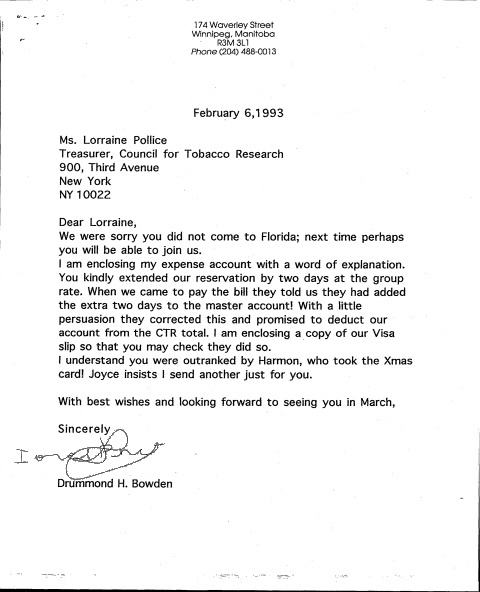 174 Waverley Street
Winnipeg, Manitoba
R3M 3L1
Phone (204) 488-0013
February 6,1993
Ms. Lorraine Pollice
Treasurer, Council for Tobacco Research
900, Third Avenue
New York
NY 10022
Dear Lorraine,
We were sorry you did not come to Florida; next time perhaps
you will be able to join us.
I am enclosing my expense account with a word of explanation.
You kindly extended our reservation by two days at the group
rate. When we came to pay the bill they told us they had added
the extra two days to the master account! With a little
persuasion they corrected this and promised to deduct our
account from the CTR total. I am enclosing a copy of our Visa
slip so that you may check they did so.
I understand you were outranked by Harmon, who took the Xmas
card! Joyce insists I send another just for you.
With best wishes and looking forward to seeing you in March,
Sincerely
Drummond H. Bowden